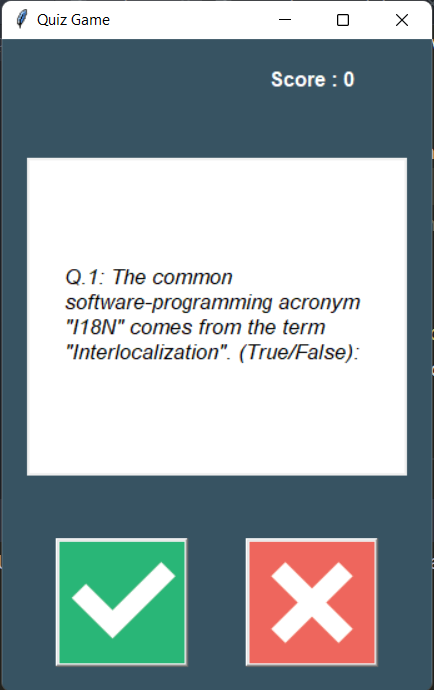 Quiz Game
Score : 0
Q.1: The common
software-programming acronym
"I18N" comes from the term
"Interlocalization". (True/False):